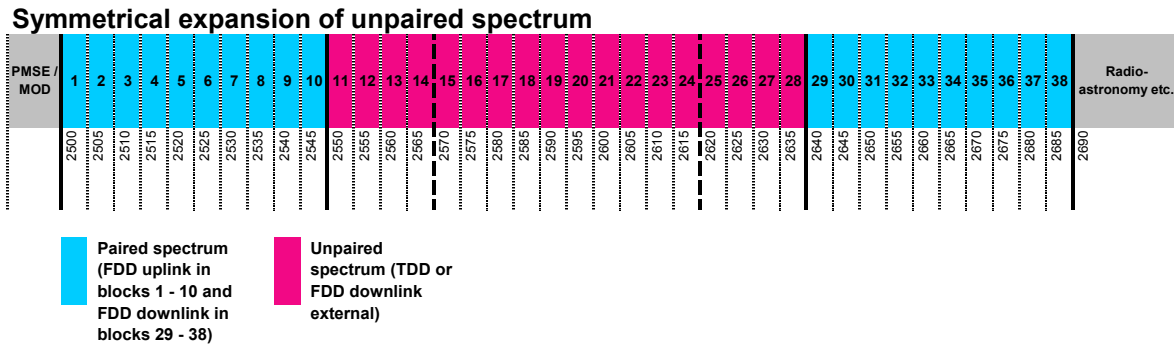 Symmetrical expansion of unpaired spectrum
PMSE /
MOD
1 2 3 4 5 6 7 8 9 10 11 12 13 14 15 16 17 18 19 20 21 22 23 24 25 26 27 28 29 30 31 32 33 34 35 36 37 38
Radio-
astronomy etc.
2500 2505 2510 2515 2520 2525 2530 2535 2540 2545 2550 2555 2560 2565 2570 2575 2580 2585 2590 2595 2600 2605 2610 2615 2620 2625 2630 2635 2640 2645 2650 2655 2660 2665 2670 2675 2680 2685 2690
Paired spectrum
(FDD uplink in
blocks 1 - 10 and
FDD downlink in
blocks 29 - 38)
Unpaired
spectrum (TDD or
FDD downlink
external)